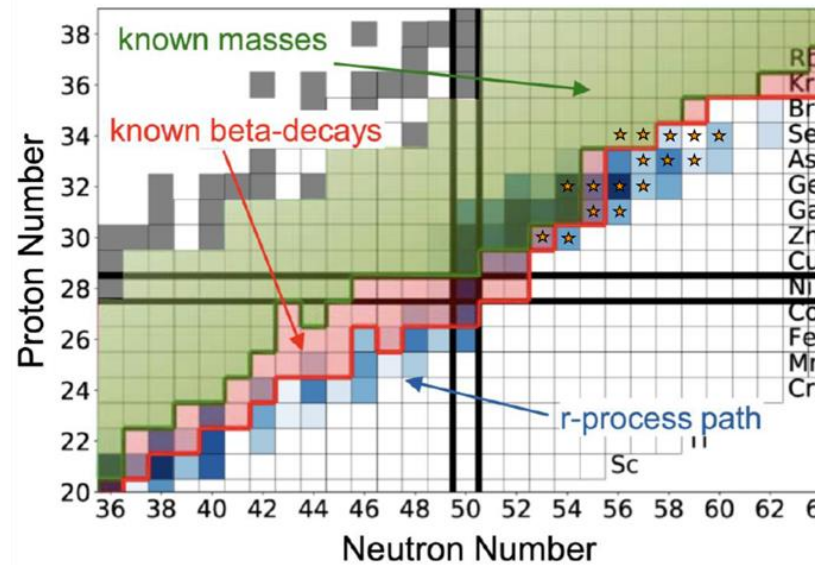 known masses
known beta-decays
r-process path
Proton Number
38
36
34
32
30
28
26
24
22
20
Kr
Br
Se
As
Ge
Ga
Zn
Cu
Ni
Co
Fe
Mn
Cr
Sc
36
38
40
42
44
46
48
50
52
54
56
58
60
62
Neutron Number